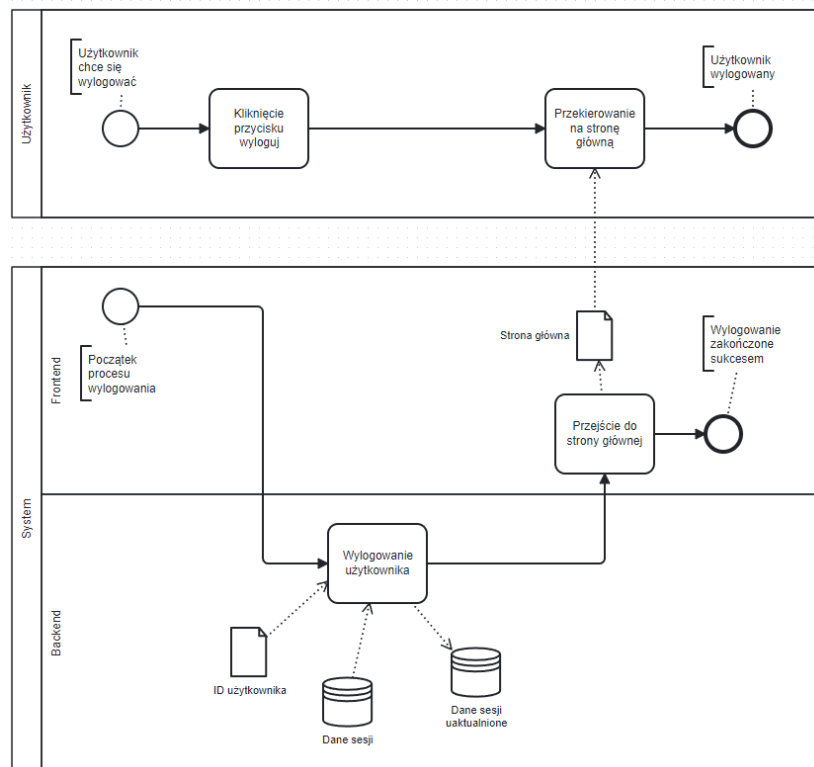 Użytkownik
Użytkownik
chce się
wylogować
Kliknięcie
przycisku
wyloguj
Przekierowanie
na stronę
główną
Użytkownik
wylogowany
System
Frontend
Początek
procesu
wylogowania
Strona główna
Przejście do
strony głównej
Wylogowanie
zakończone
sukcesem
Backend
Wylogowanie
użytkownika
ID użytkownika
Dane sesji
Dane sesji
uaktualnione